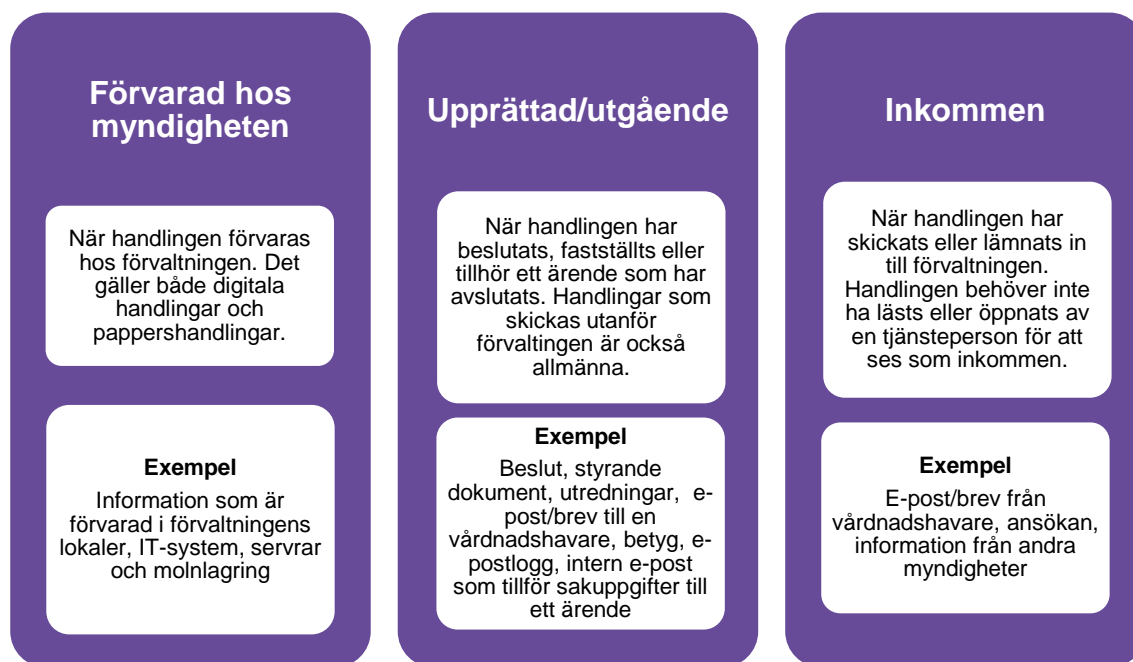 Förvarad hos
myndigheten
När handlingen förvaras
hos förvaltningen. Det
gäller både digitala
handlingar och
pappershandlingar.
Exempel
Information som är
förvarad i förvaltningens
lokaler, IT-system, servrar
och molnlagring
Upprättad/utgående
När handlingen har
beslutats, fastställts eller
tillhör ett ärende som har
avslutats. Handlingar som
skickas utanför
förvaltingen är också
allmänna.
Exempel
Beslut, styrande
dokument, utredningar, e-
post/brev till en
vårdnadshavare, betyg, e-
postlogg, intern e-post
som tillför sakuppgifter till
ett ärende
Inkommen
När handlingen har
skickats eller lämnats in
till förvaltningen.
Handlingen behöver inte
ha lästs eller öppnats av
en tjänsteperson för att
ses som inkommen.
Exempel
E-post/brev från
vårdnadshavare, ansökan,
information från andra
myndigheter